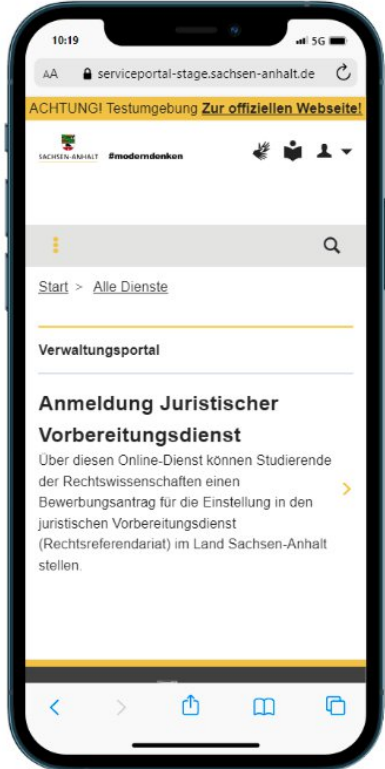 10:19
5G
AA serviceportal-stage.sachsen-anhalt.de
ACHTUNG! Testumgebung Zur offiziellen Webseite!
SACHSEN-ANHALT #moderndenken
Start > Alle Dienste
Verwaltungsportal
Anmeldung Juristischer
Vorbereitungsdienst
Über diesen Online-Dienst können Studierende
der Rechtswissenschaften einen
Bewerbungsantrag für die Einstellung in den
juristischen Vorbereitungsdienst
(Rechtsreferendariat) im Land Sachsen-Anhalt
stellen.